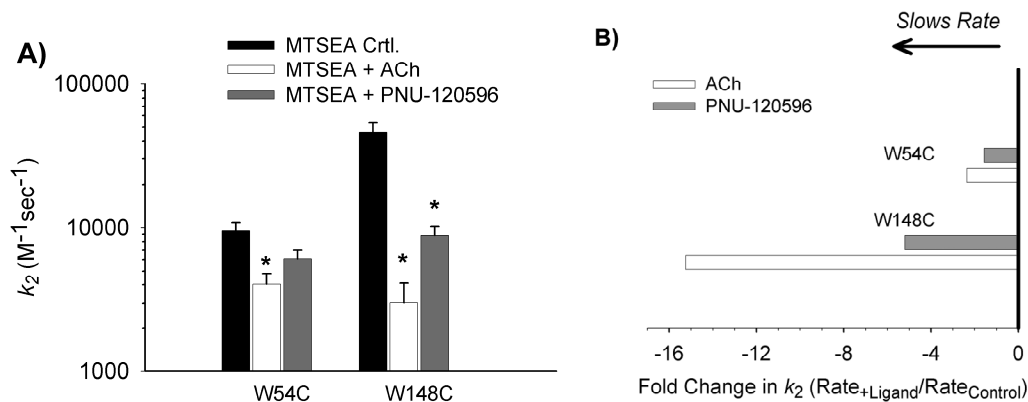 A)
MTSEA Crtl.
MTSEA + ACh
MTSEA + PNU-120596
100000
10000
1000
k2 (M-1sec-1)
*
*
*
W54C
W148C
B)
Slows Rate
ACh
PNU-120596
W54C
W148C
-16 -12 -8 -4 0
Fold Change in k2 (Rate+Ligand/RateControl)